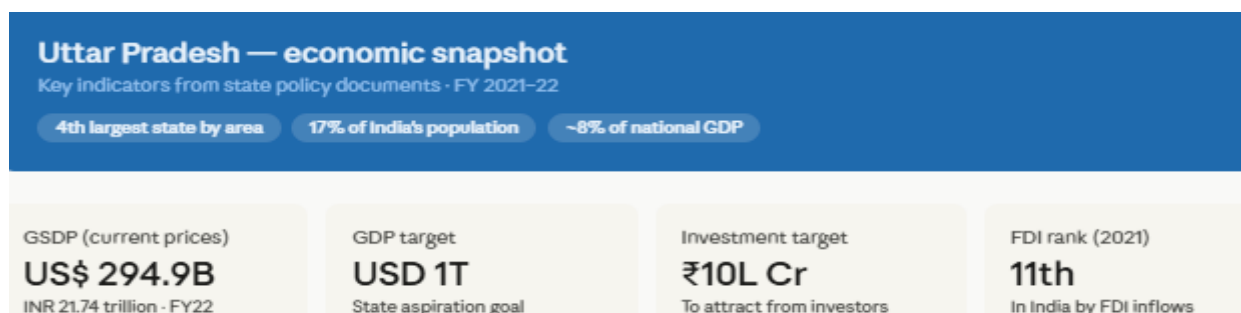 Uttar Pradesh — economic snapshot
Key indicators from state policy documents · FY 2021–22
4th largest state by area 17% of India's population ~8% of national GDP
GSDP (current prices) GDP target Investment target FDI rank (2021)
US$ 294.9B USD 1T ₹10L Cr 11th
INR 21.74 trillion · FY22 State aspiration goal To attract from investors In India by FDI inflows